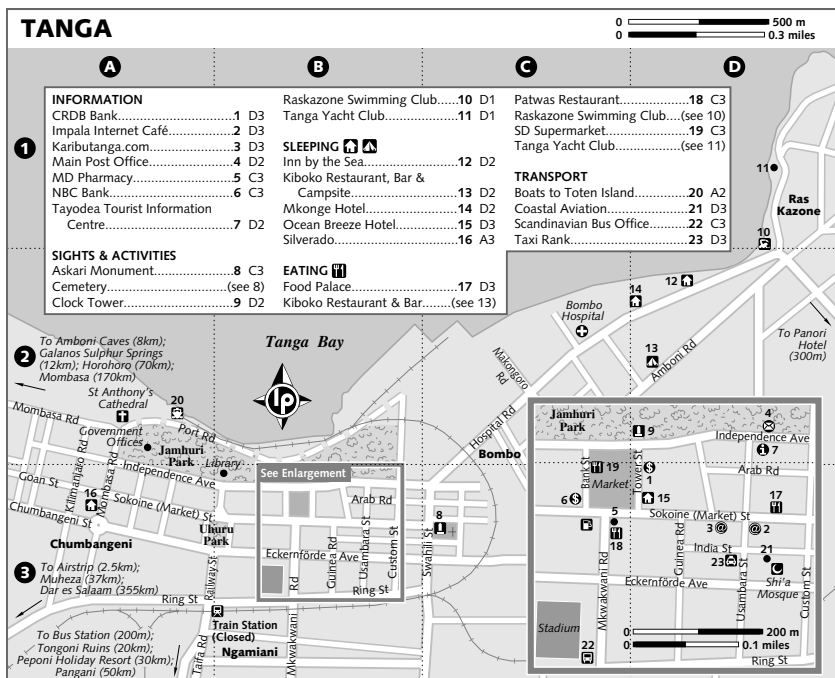 TANGA
0 500 m
0 0.3 miles
A
B
C
D
1
2
3
INFORMATION
CRDB Bank.....................1 D3
Impala Internet Café.......2 D3
Karibu­tanga.com.............3 D3
Main Post Office.............4 D2
MD Pharmacy.................5 C3
NBC Bank.......................6 C3
Tayodea Tourist Information
Centre..........................7 D2
SIGHTS & ACTIVITIES
Askari Monument............8 C3
Cemetery....................(see 8)
Clock Tower...................9 D2
Raskazone Swimming Club....10 D1
Tanga Yacht Club.................11 D1
SLEEPING
Inn by the Sea....................12 D2
Kiboko Restaurant, Bar &
Campsite.........................13 D2
Mkonge Hotel.....................14 D2
Ocean Breeze Hotel.............15 D3
Silverado............................16 A3
EATING
Food Palace........................17 D3
Kiboko Restaurant & Bar.....(see 13)
Patwas Restaurant...............18 C3
Raskazone Swimming Club....(see 10)
SD Supermarket..................19 C3
Tanga Yacht Club...............(see 11)
TRANSPORT
Boats to Toten Island............20 A2
Coastal Aviation...................21 D3
Scandinavian Bus Office........22 C3
Taxi Rank...........................23 D3
11
Ras
Kazone
10
12
14
Bombo
Hospital
13
To Panori
Hotel
(300m)
Amboni Rd
Makongoro
Rd
Hospital Rd
Bombo
Tanga Bay
lp
To Amboni Caves (8km);
Galanos Sulphur Springs
(12km); Horohoro (70km);
Mombasa (170km)
St Anthony's
Cathedral
20
Mombasa Rd
Port Rd
Government
Offices
Jamhuri
Park
Library
Kilimanjaro Rd
Mombasa Rd
Independence Ave
Goan St
16
Sokoine (Market) St
Chumbangeni St
Chumbangeni
Uhuru
Park
See Enlargement
Arab Rd
Eckernförde Ave
Rd
Guinea Rd
Usambara St
Custom St
Swahili St
8
Ring St
Ring St
Railway St
To Airstrip (2.5km);
Muheza (37km);
Dar es Salaam (355km)
Train Station
(Closed)
Ngamiani
Taifa Rd
Mkwakwani
To Bus Station (200m);
Tongoni Ruins (20km);
Peponi Holiday Resort (30km);
Pangani (50km)
Jamhuri
Park
9
4
Independence Ave
7
Bank St
19
Market
Tower St
1
Arab Rd
6
15
17
Sokoine (Market) St
5
3
2
18
India St
23
21
Guinea Rd
Eckernförde Ave
Mkwakwani Rd
Usambara St
Shi'a
Mosque
Custom St
Stadium
22
0 200 m
0 0.1 miles
Ring St